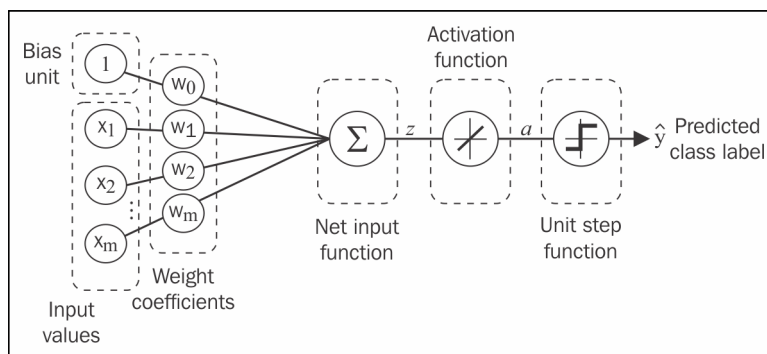 Bias
unit
1
x1
x2
⋮
xm
Input
values
w0
w1
w2
wm
Weight
coefficients
Σ
Net input
function
z
Activation
function
a
Unit step
function
ŷ
Predicted
class label